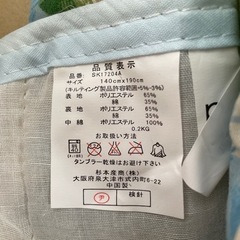 品質表示
SK17204A
サイズ 140cm×190cm
(キルティング製品許容範囲+5%-3%)
表地 ポリエステル 65%
綿 35%
裏地 ポリエステル 65%
綿 35%
中綿 ポリエステル 100%
0.2KG
お取扱い方法
タンブラー乾燥はお避け下さい
杉本産商(株)
大阪府泉大津市式内町6-22
中国製
検針